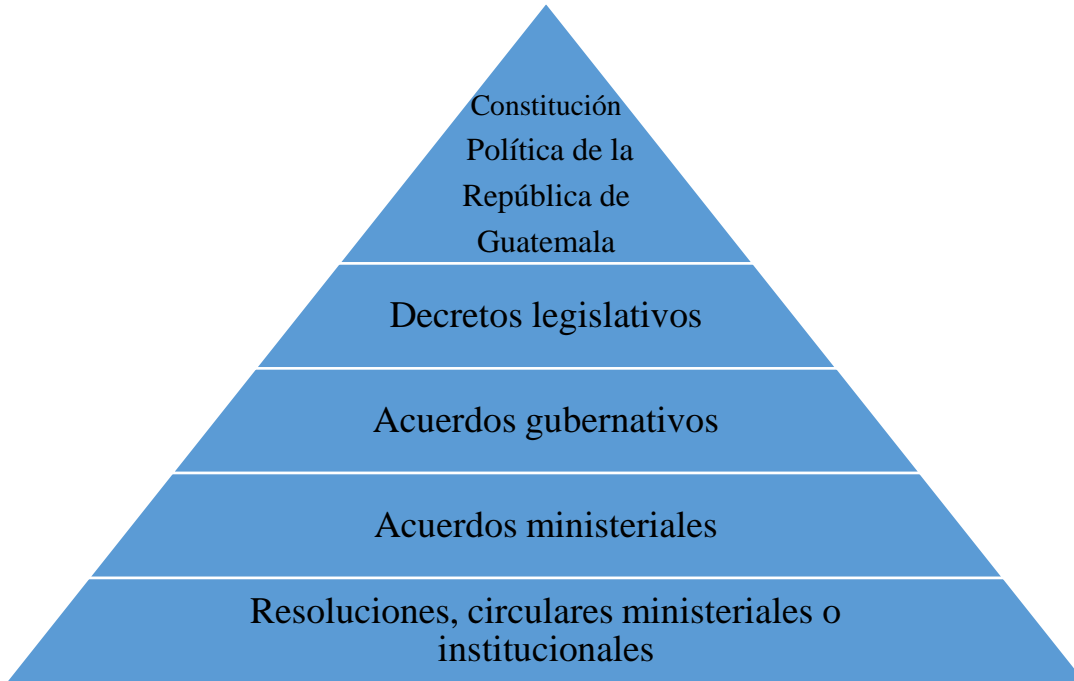 Constitución
Política de la
República de
Guatemala
Decretos legislativos
Acuerdos gubernativos
Acuerdos ministeriales
Resoluciones, circulares ministeriales o
institucionales